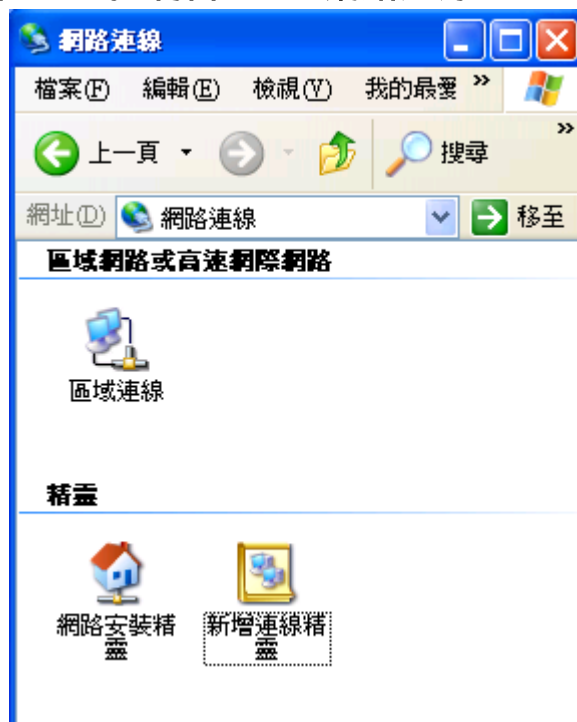 網路連線
檔案(F) 編輯(E) 檢視(V) 我的最愛 »
上一頁 搜尋 »
網址(D) 網路連線 移至
區域網路或高速網際網路
區域連線
精靈
網路安裝精靈
新增連線精靈